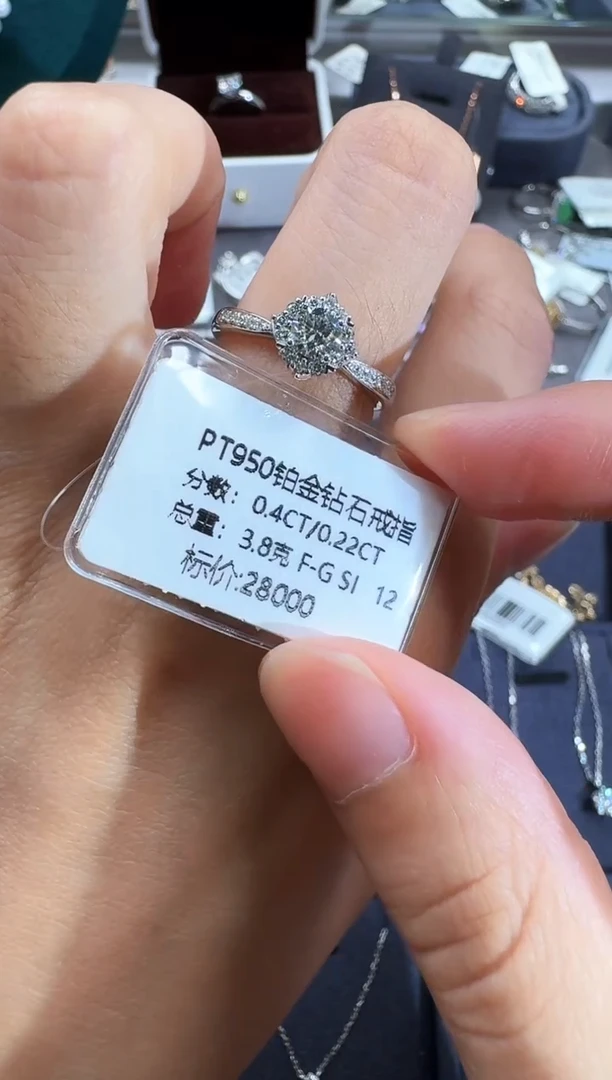 PT950铂金钻石戒指
分数：0.4CT/0.22CT
总重：3.8克 F-G SI 12
标价:28000